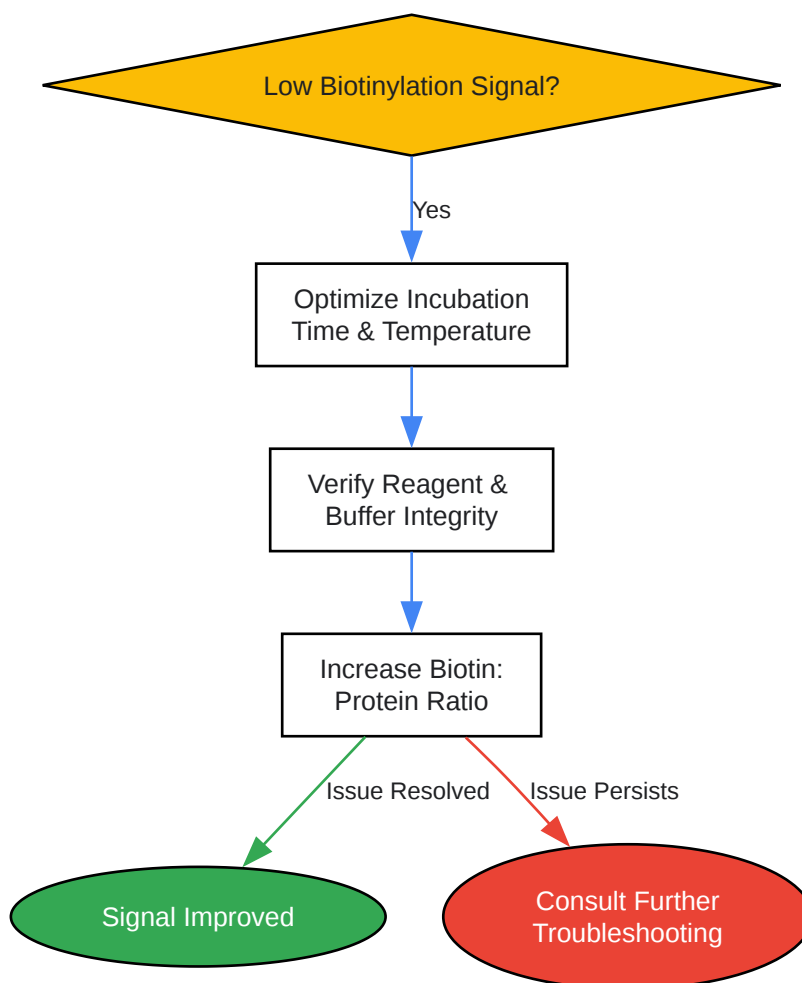 Low Biotinylation Signal?
Yes
Optimize Incubation
Time & Temperature
Verify Reagent &
Buffer Integrity
Increase Biotin:
Protein Ratio
Issue Resolved
Issue Persists
Signal Improved
Consult Further
Troubleshooting